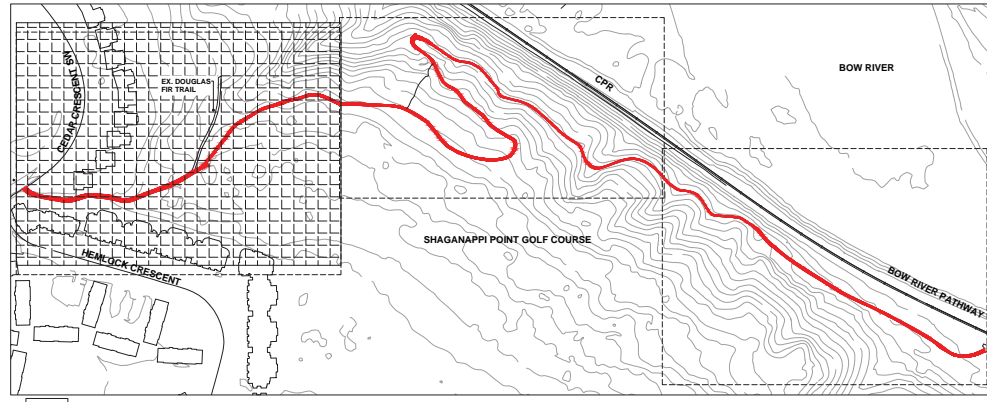 CEDAR CRESCENT SW
EX. DOUGLAS
FIR TRAIL
CPR
BOW RIVER
SHAGANAPPI POINT GOLF COURSE
HEMLOCK CRESCENT
BOW RIVER PATHWAY